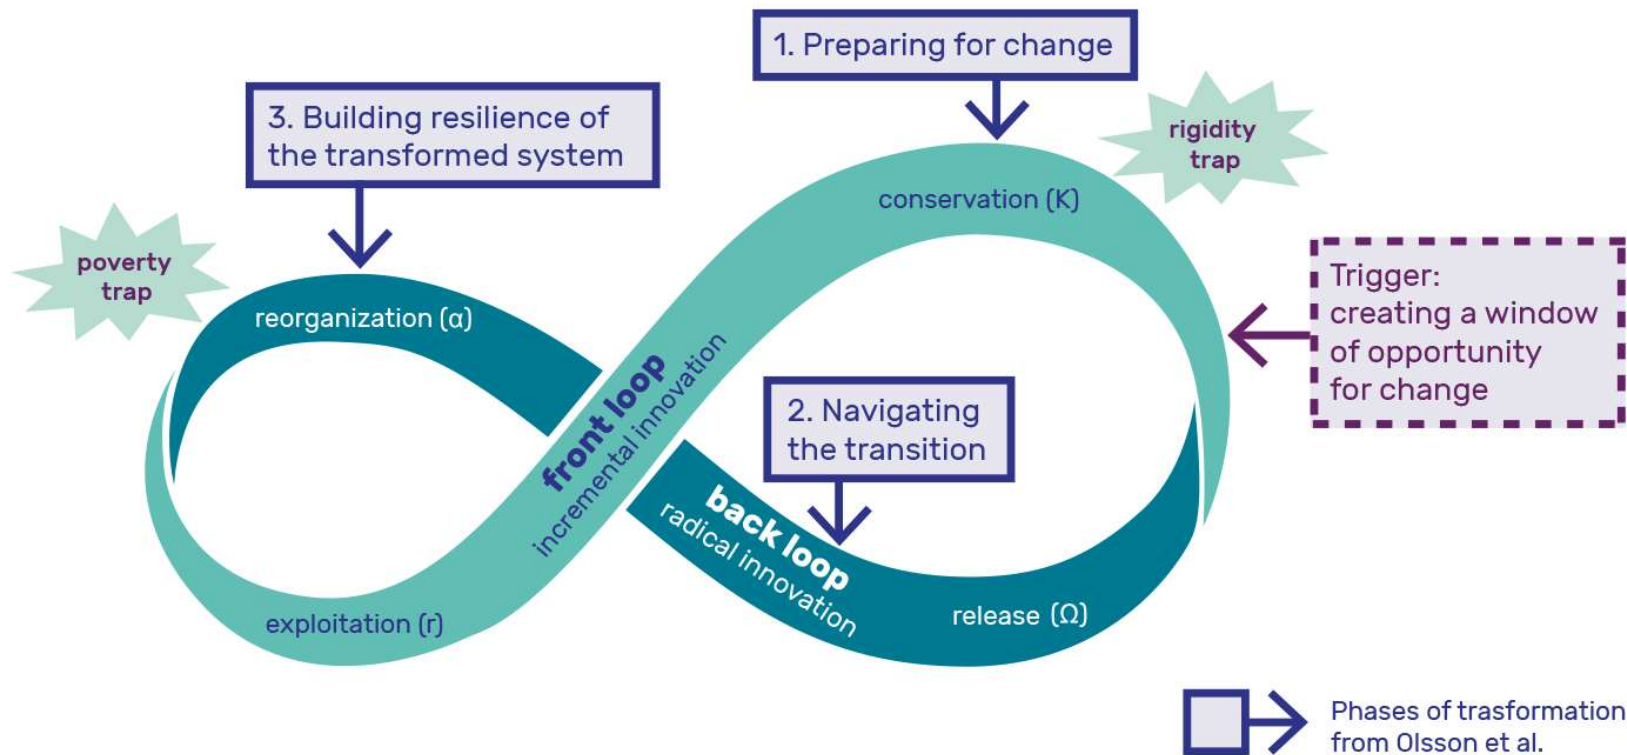 1. Preparing for change
3. Building resilience of
the transformed system
rigidity
trap
conservation (K)
poverty
trap
reorganization (α)
Trigger:
creating a window
of opportunity
for change
front loop
incremental innovation
2. Navigating
the transition
back loop
radical innovation
exploitation (r)
release (Ω)
Phases of trasformation
from Olsson et al.